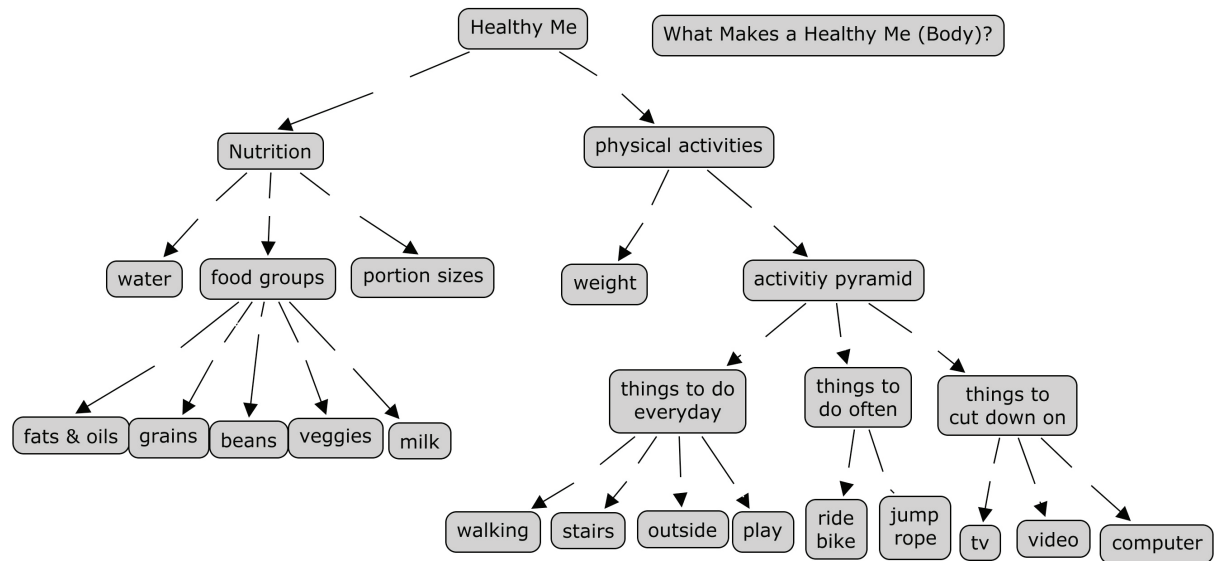 Healthy Me
What Makes a Healthy Me (Body)?
Nutrition
physical activities
water
food groups
portion sizes
weight
activitiy pyramid
things to do
everyday
things to
do often
things to
cut down on
fats & oils
grains
beans
veggies
milk
walking
stairs
outside
play
ride
bike
jump
rope
tv
video
computer